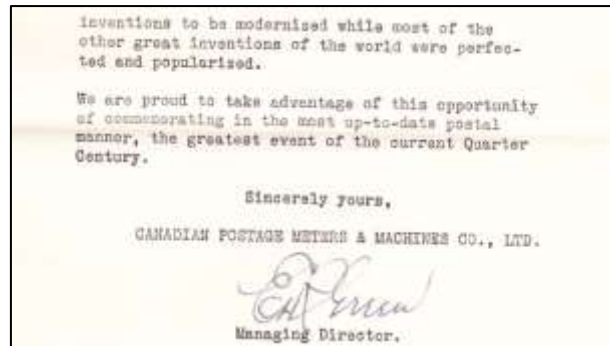 inventions to be modernised while most of the
other great inventions of the world were perfec-
ted and popularised.
We are proud to take advantage of this opportunity
of commemorating in the most up-to-date postal
manner, the greatest event of the current Quarter
Century.
Sincerely yours,
CANADIAN POSTAGE METERS & MACHINES CO., LTD.
Managing Director.